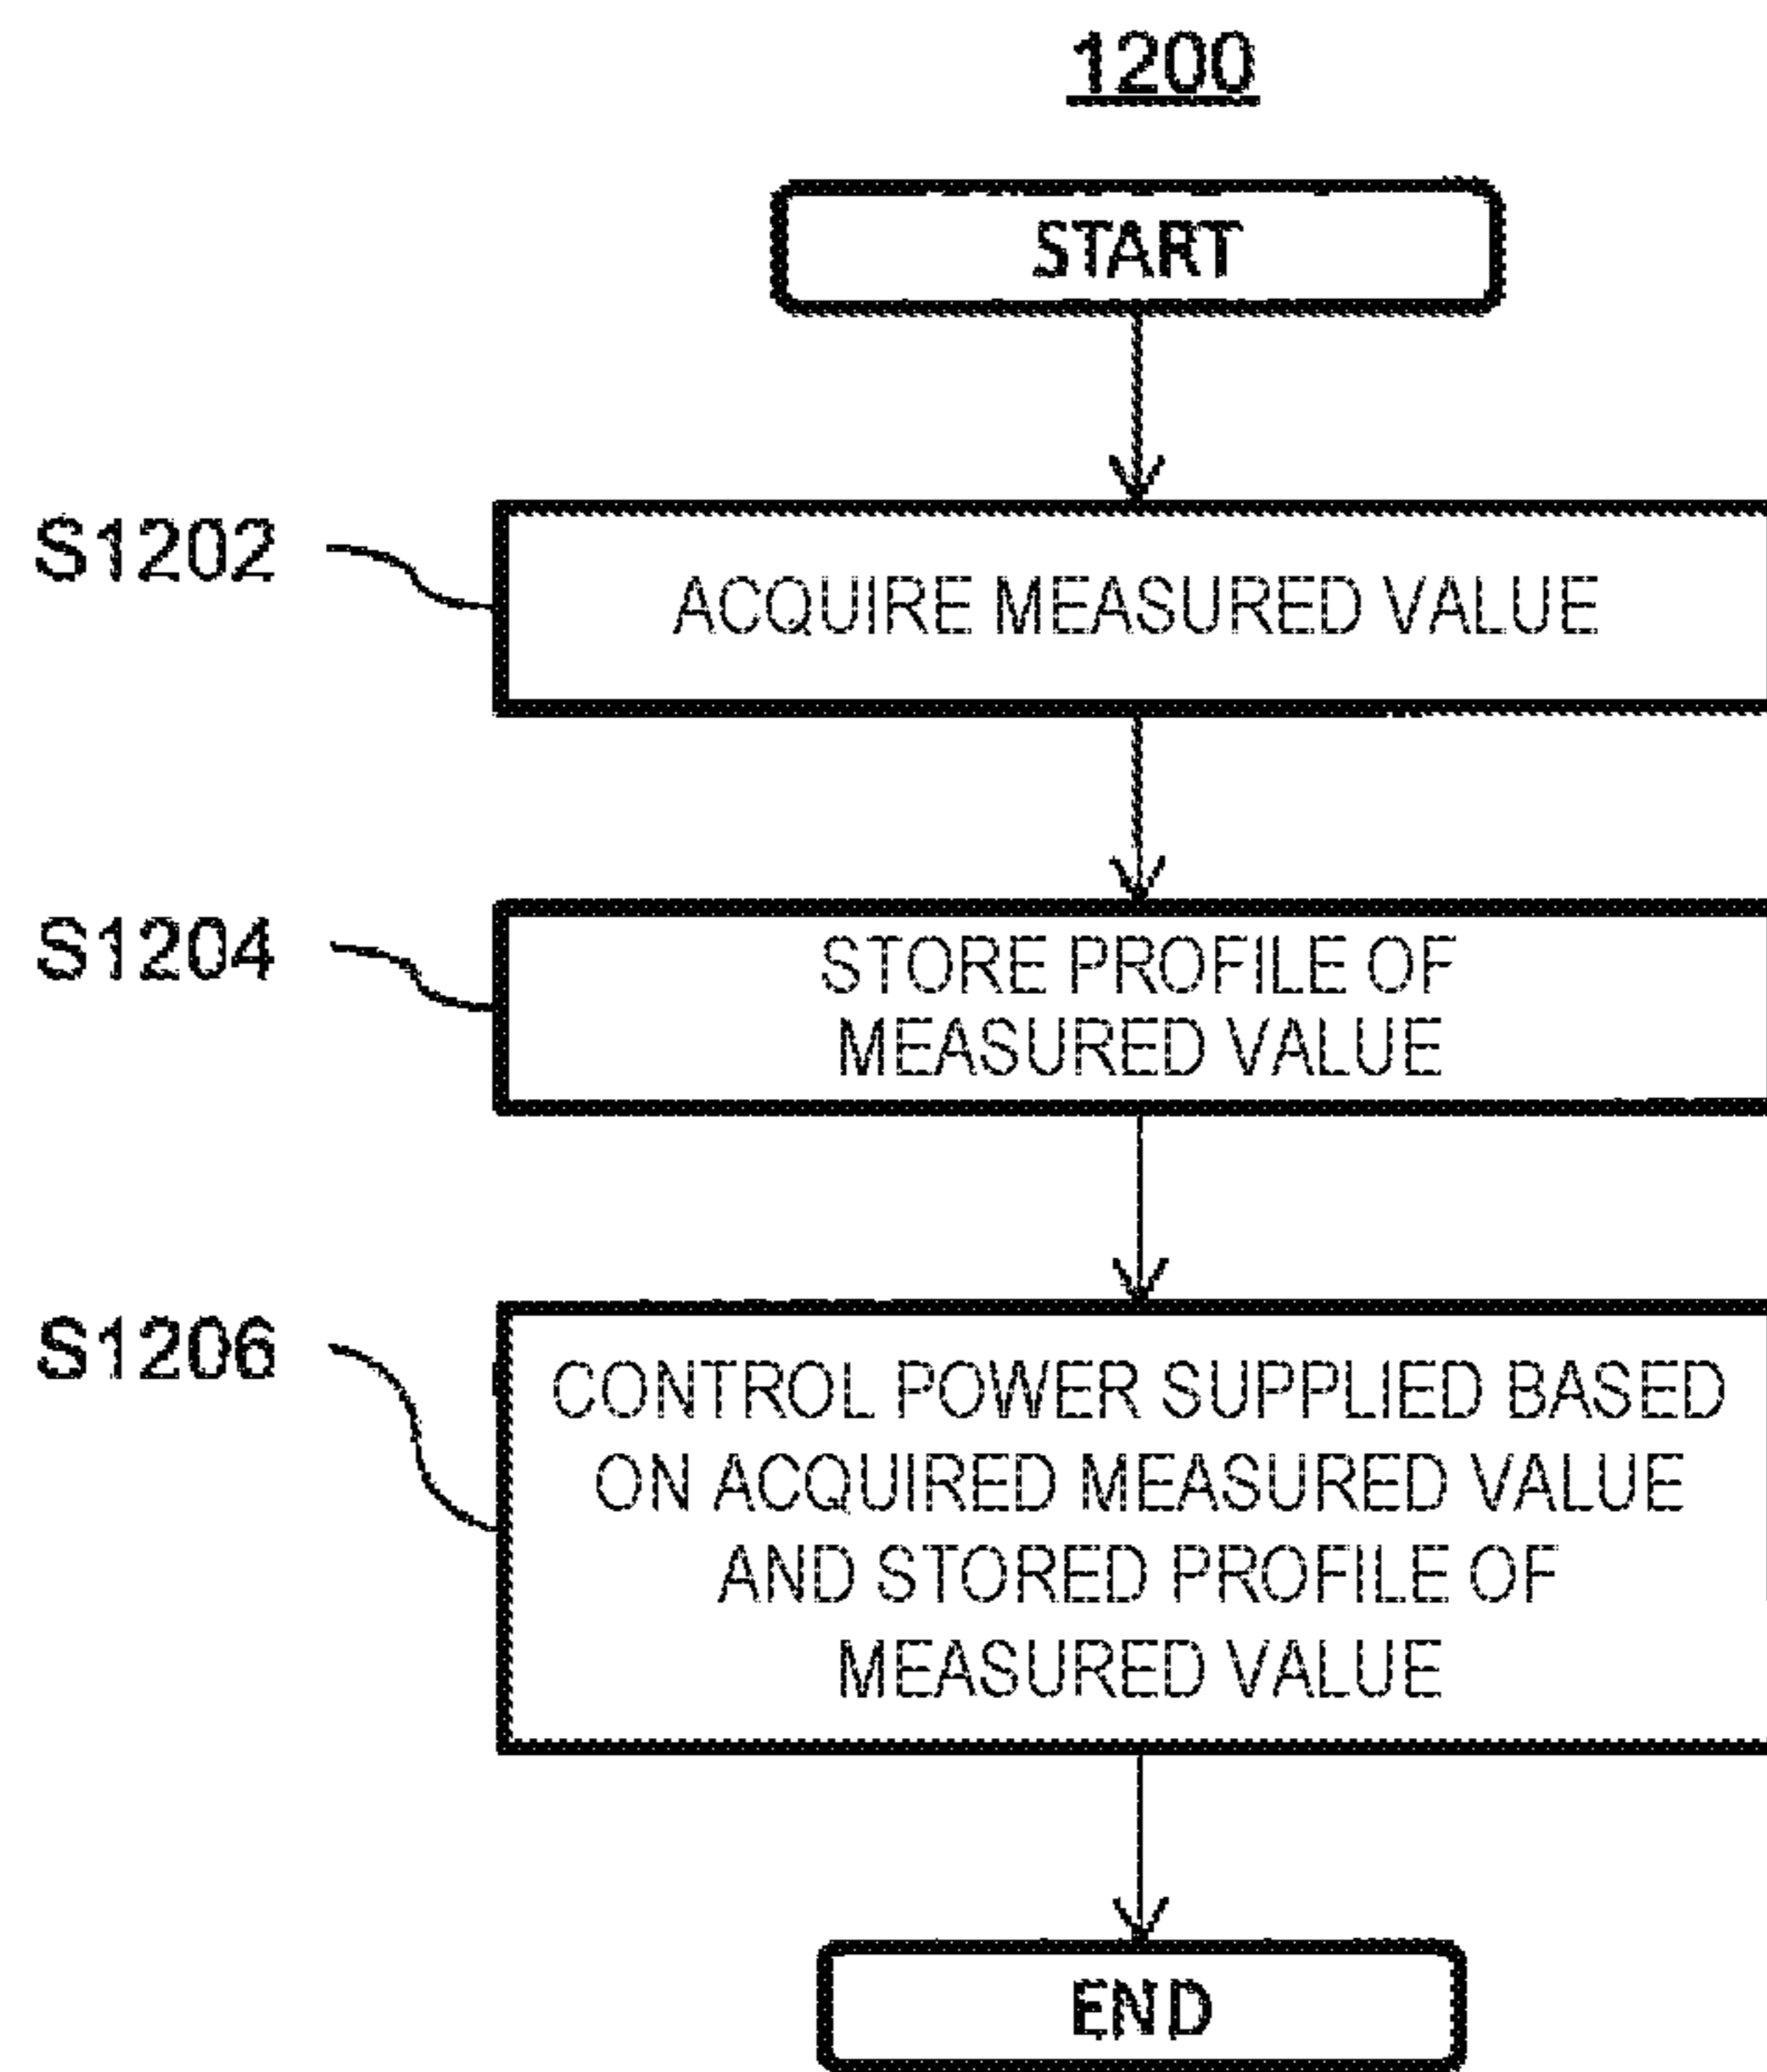 1200
START
S1202
ACQUIRE MEASURED VALUE
S1204
STORE PROFILE OF
MEASURED VALUE
S1206
CONTROL POWER SUPPLIED BASED
ON ACQUIRED MEASURED VALUE
AND STORED PROFILE OF
MEASURED VALUE
END